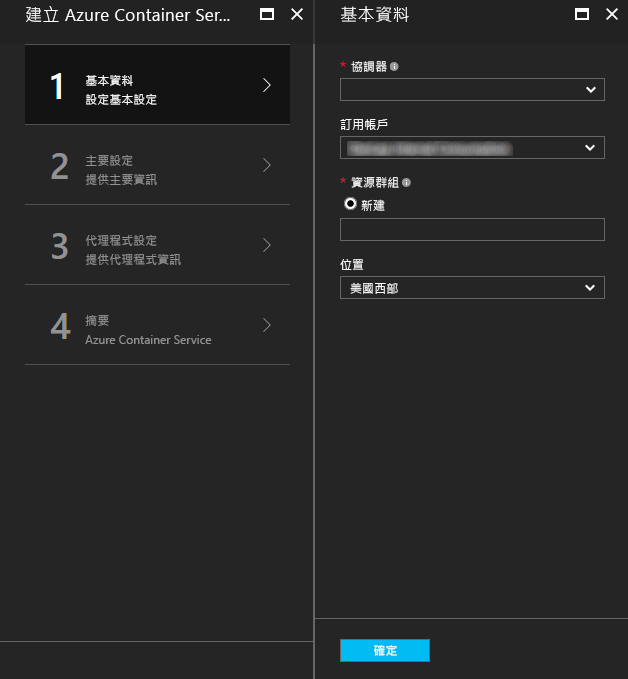 建立 Azure Container Ser...
1
基本資料
設定基本設定
2
主要設定
提供主要資訊
3
代理程式設定
提供代理程式資訊
4
摘要
Azure Container Service
基本資料
* 協調器
訂用帳戶
* 資源群組
新建
位置
美國西部
確定